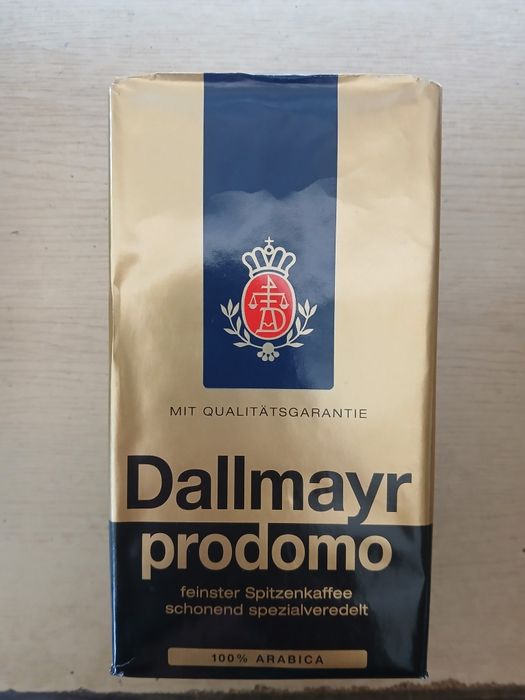 MIT QUALITÄTSGARANTIE
Dallmayr
prodomo
feinster Spitzenkaffee
schonend spezialveredelt
100% ARABICA